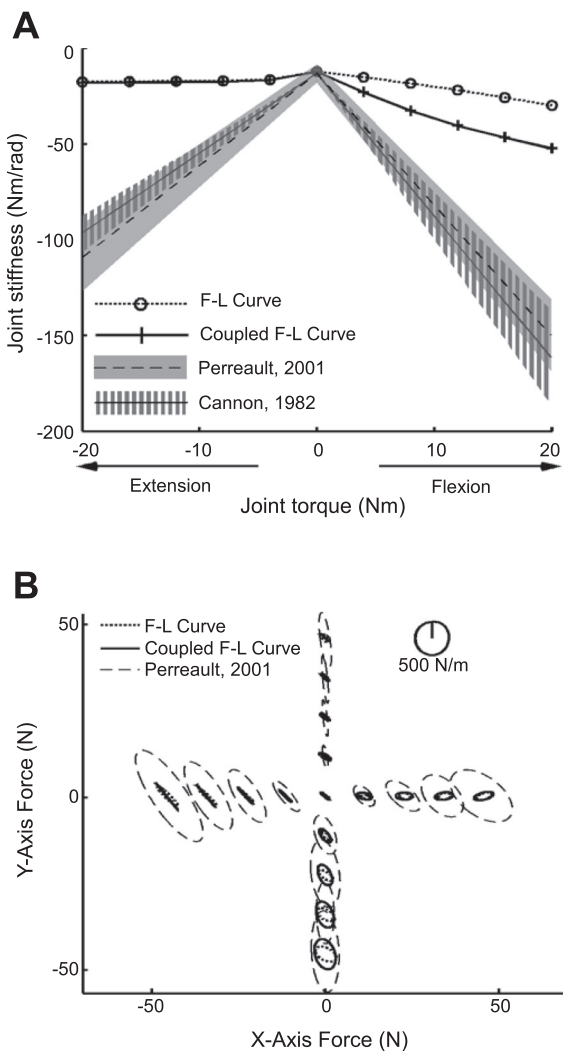 A
0
-50
-100
-150
-200
Joint stiffness (Nm/rad)
F-L Curve
Coupled F-L Curve
Perreault, 2001
Cannon, 1982
-20 -10 0 10 20
Extension Flexion
Joint torque (Nm)
B
50
0
-50
Y-Axis Force (N)
F-L Curve
Coupled F-L Curve
Perreault, 2001
500 N/m
-50 0 50
X-Axis Force (N)